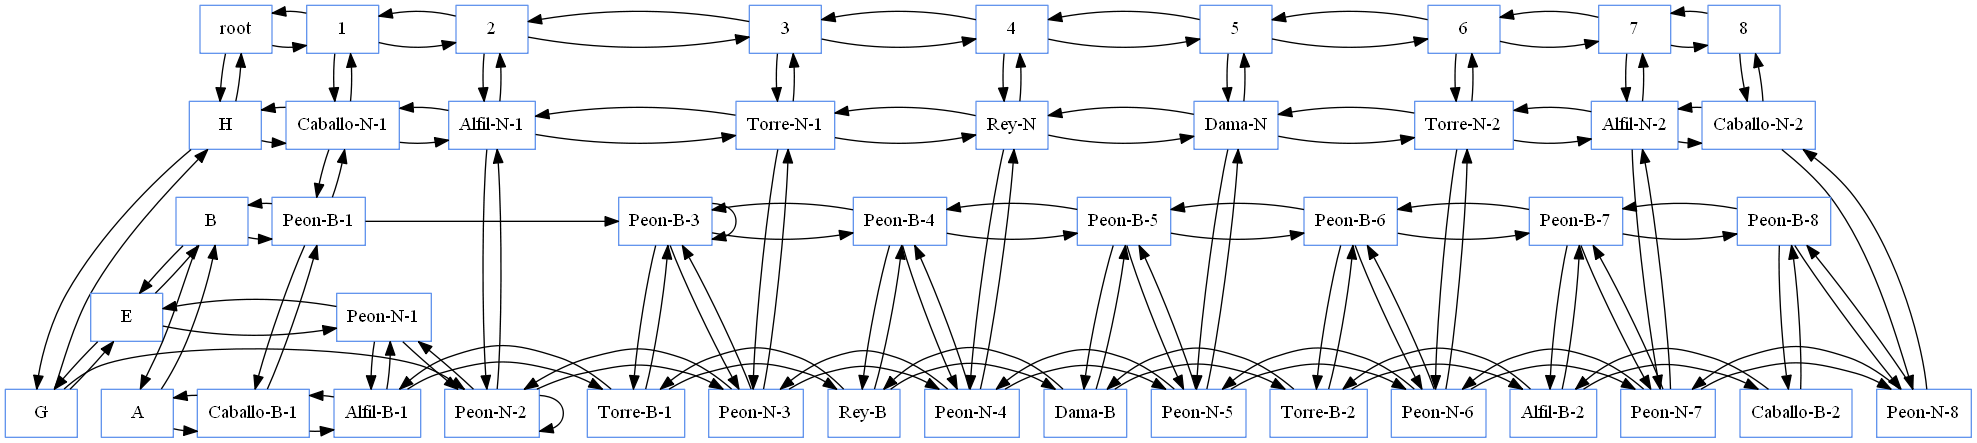 root
1
2
3
4
5
6
7
8
H
Caballo-N-1
Alfil-N-1
Torre-N-1
Rey-N
Dama-N
Torre-N-2
Alfil-N-2
Caballo-N-2
B
Peon-B-1
Peon-B-3
Peon-B-4
Peon-B-5
Peon-B-6
Peon-B-7
Peon-B-8
E
Peon-N-1
G
A
Caballo-B-1
Alfil-B-1
Peon-N-2
Torre-B-1
Peon-N-3
Rey-B
Peon-N-4
Dama-B
Peon-N-5
Torre-B-2
Peon-N-6
Alfil-B-2
Peon-N-7
Caballo-B-2
Peon-N-8